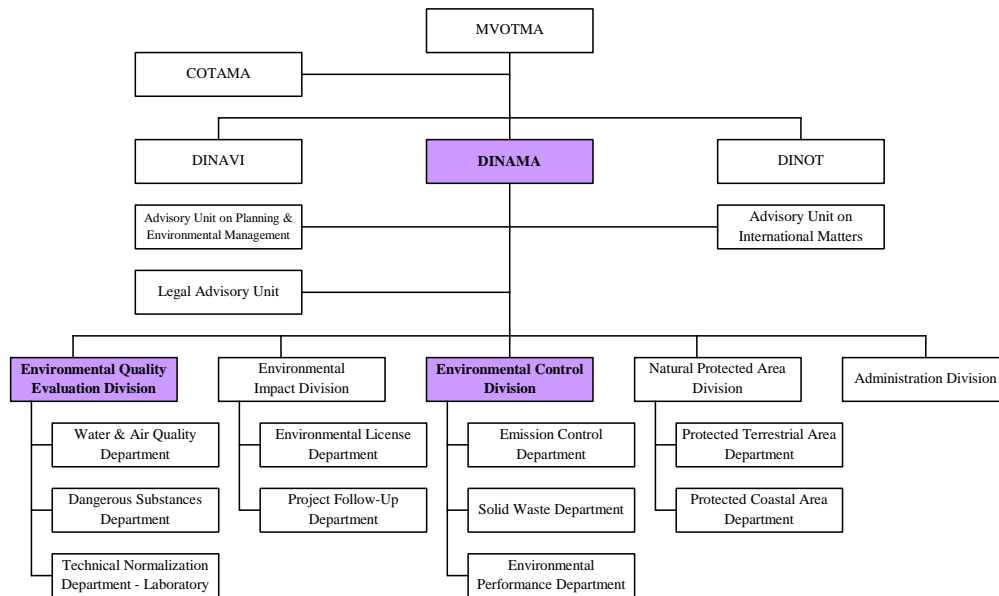 MVOTMA
COTAMA
DINAVI
DINAMA
DINOT
Advisory Unit on Planning &
Environmental Management
Advisory Unit on
International Matters
Legal Advisory Unit
Environmental Quality
Evaluation Division
Environmental
Impact Division
Environmental Control
Division
Natural Protected Area
Division
Administration Division
Water & Air Quality
Department
Environmental License
Department
Emission Control
Department
Protected Terrestrial Area
Department
Dangerous Substances
Department
Project Follow-Up
Department
Solid Waste Department
Protected Coastal Area
Department
Technical Normalization
Department - Laboratory
Environmental
Performance Department